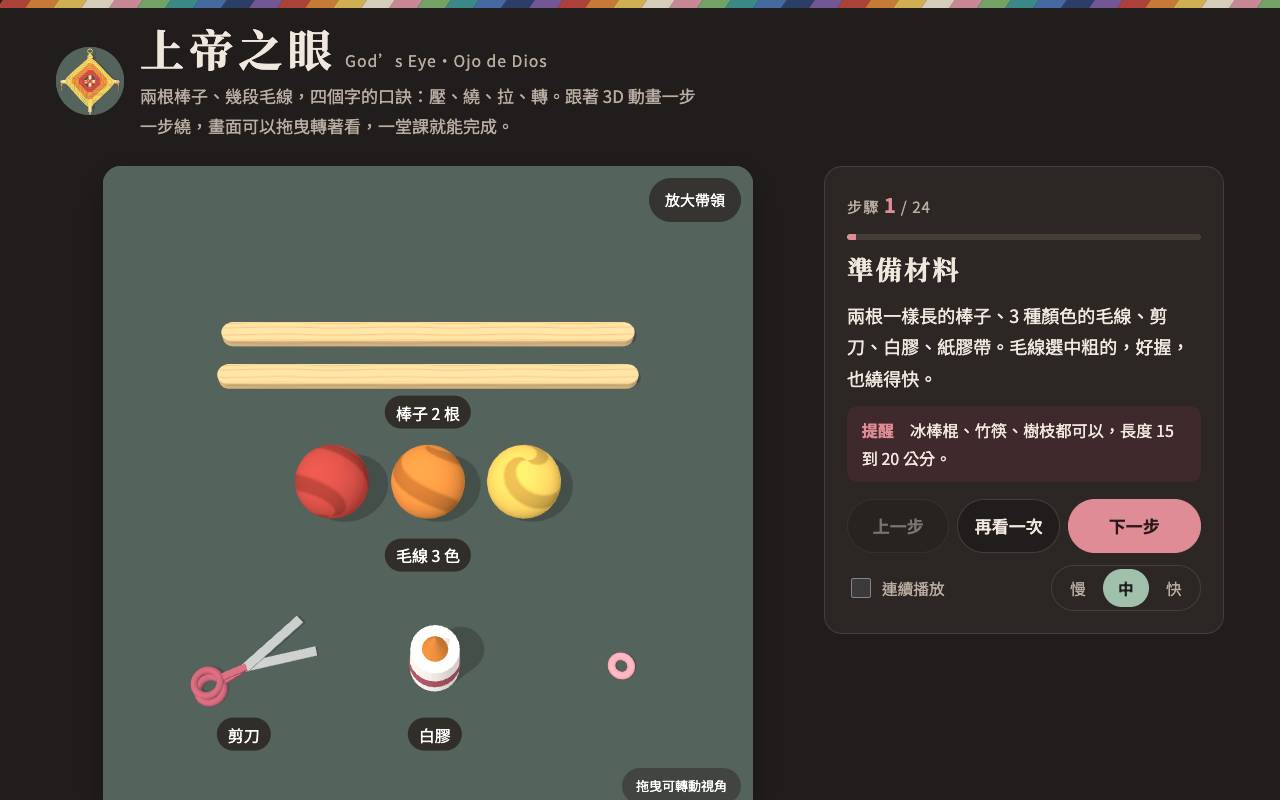 上帝之眼 God's Eye・Ojo de Dios
兩根棒子、幾段毛線，四個字的口訣：壓、繞、拉、轉。跟著 3D 動畫一步
一步繞，畫面可以拖曳轉著看，一堂課就能完成。
放大帶領
棒子 2 根
毛線 3 色
剪刀
白膠
拖曳可轉動視角
步驟 1 / 24
準備材料
兩根一樣長的棒子、3 種顏色的毛線、剪
刀、白膠、紙膠帶。毛線選中粗的，好握，
也繞得快。
提醒 冰棒棍、竹筷、樹枝都可以，長度 15
到 20 公分。
上一步
再看一次
下一步
連續播放
慢
中
快